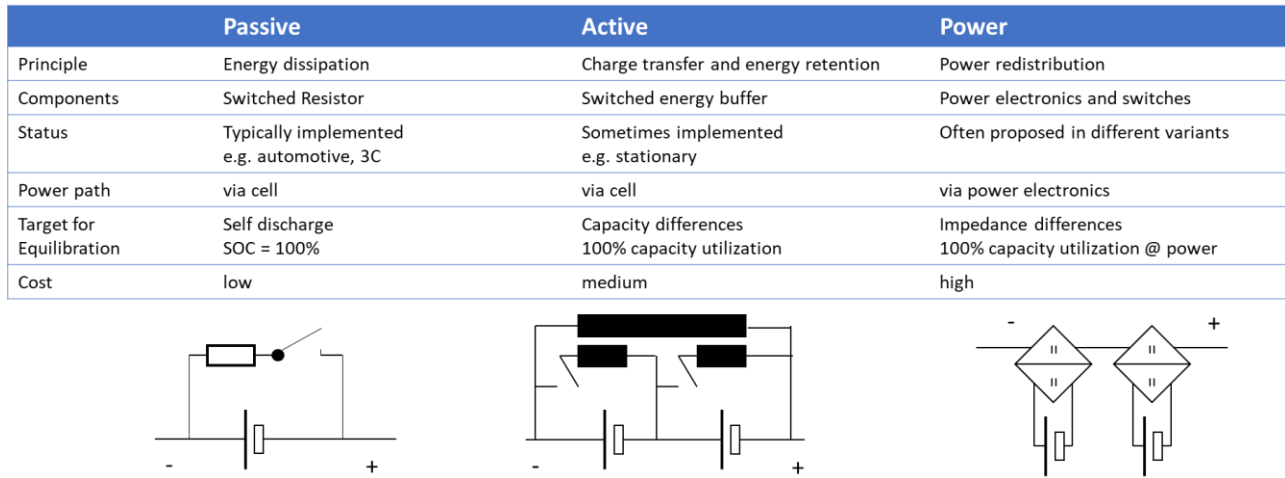 Passive Active Power
Principle Energy dissipation Charge transfer and energy retention Power redistribution
Components Switched Resistor Switched energy buffer Power electronics and switches
Status Typically implemented Sometimes implemented Often proposed in different variants
e.g. automotive, 3C e.g. stationary
Power path via cell via cell via power electronics
Target for Self discharge Capacity differences Impedance differences
Equilibration SOC = 100% 100% capacity utilization 100% capacity utilization @ power
Cost low medium high
- +
= =
= =
- + - +